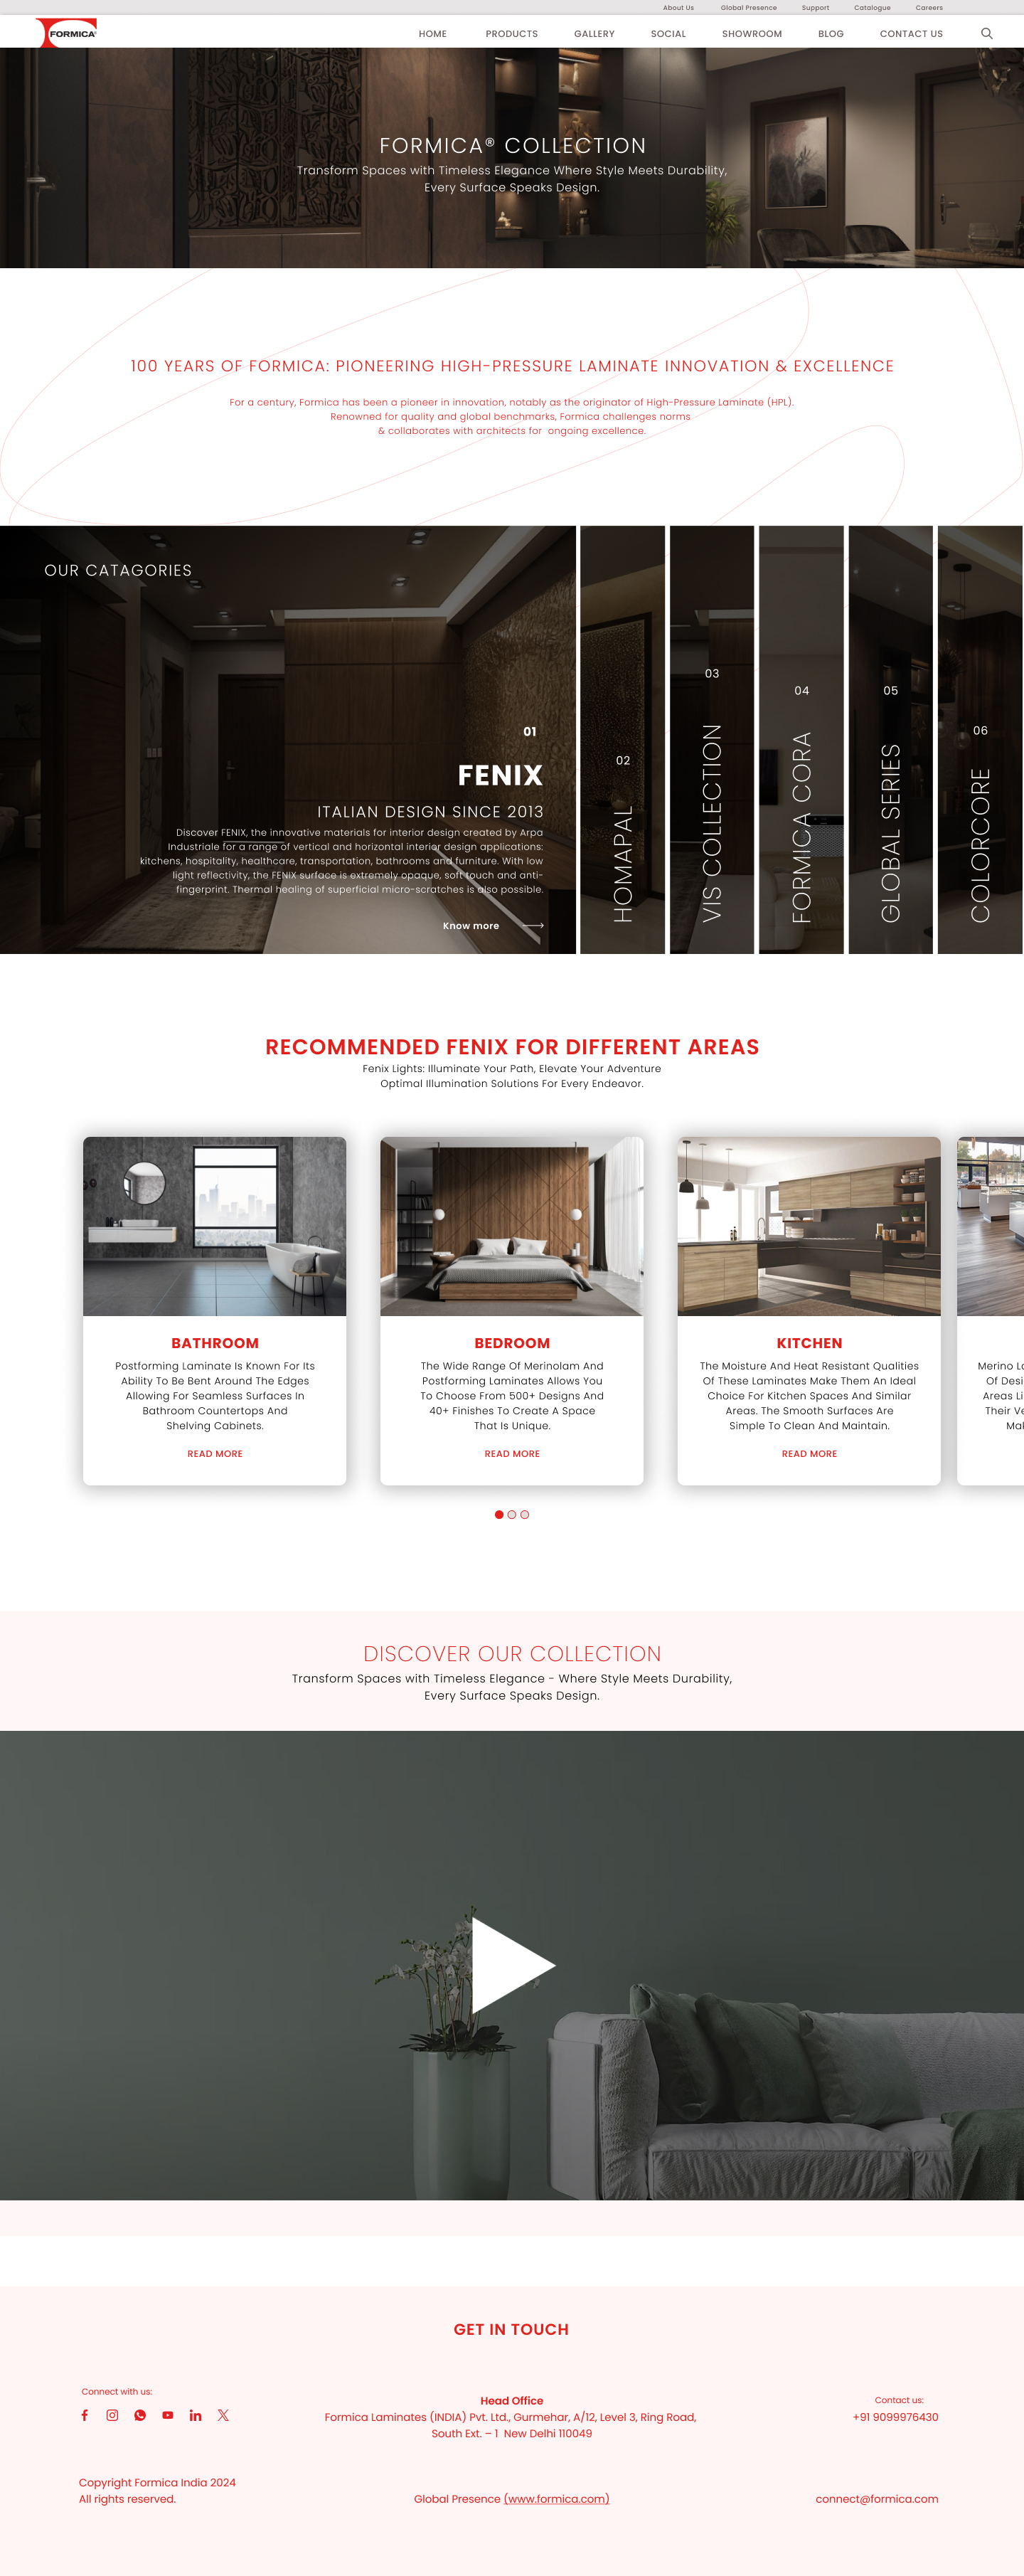 About Us Global Presence Support Catalogue Careers
FORMICA®
HOME PRODUCTS GALLERY SOCIAL SHOWROOM BLOG CONTACT US
FORMICA® COLLECTION
Transform Spaces with Timeless Elegance Where Style Meets Durability,
Every Surface Speaks Design.
100 YEARS OF FORMICA: PIONEERING HIGH-PRESSURE LAMINATE INNOVATION & EXCELLENCE
For a century, Formica has been a pioneer in innovation, notably as the originator of High-Pressure Laminate (HPL).
Renowned for quality and global benchmarks, Formica challenges norms
& collaborates with architects for ongoing excellence.
OUR CATAGORIES
01
FENIX
ITALIAN DESIGN SINCE 2013
Discover FENIX, the innovative materials for interior design created by Arpa
Industriale for a range of vertical and horizontal interior design applications:
kitchens, hospitality, healthcare, transportation, bathrooms and furniture. With low
light reflectivity, the FENIX surface is extremely opaque, soft touch and anti-
fingerprint. Thermal healing of superficial micro-scratches is also possible.
Know more
02
HOMAPAL
03
VIS COLLECTION
04
FORMICA CORA
05
GLOBAL SERIES
06
COLORCORE
RECOMMENDED FENIX FOR DIFFERENT AREAS
Fenix Lights: Illuminate Your Path, Elevate Your Adventure
Optimal Illumination Solutions For Every Endeavor.
BATHROOM
Postforming Laminate Is Known For Its
Ability To Be Bent Around The Edges
Allowing For Seamless Surfaces In
Bathroom Countertops And
Shelving Cabinets.
READ MORE
BEDROOM
The Wide Range Of Merinolam And
Postforming Laminates Allows You
To Choose From 500+ Designs And
40+ Finishes To Create A Space
That Is Unique.
READ MORE
KITCHEN
The Moisture And Heat Resistant Qualities
Of These Laminates Make Them An Ideal
Choice For Kitchen Spaces And Similar
Areas. The Smooth Surfaces Are
Simple To Clean And Maintain.
READ MORE
Merino
Of
Areas
Their
DISCOVER OUR COLLECTION
Transform Spaces with Timeless Elegance - Where Style Meets Durability,
Every Surface Speaks Design.
GET IN TOUCH
Connect with us:
Head Office
Formica Laminates (INDIA) Pvt. Ltd., Gurmehar, A/12, Level 3, Ring Road,
South Ext. – 1 New Delhi 110049
Contact us:
+91 9099976430
Copyright Formica India 2024
All rights reserved.
Global Presence (www.formica.com)
connect@formica.com